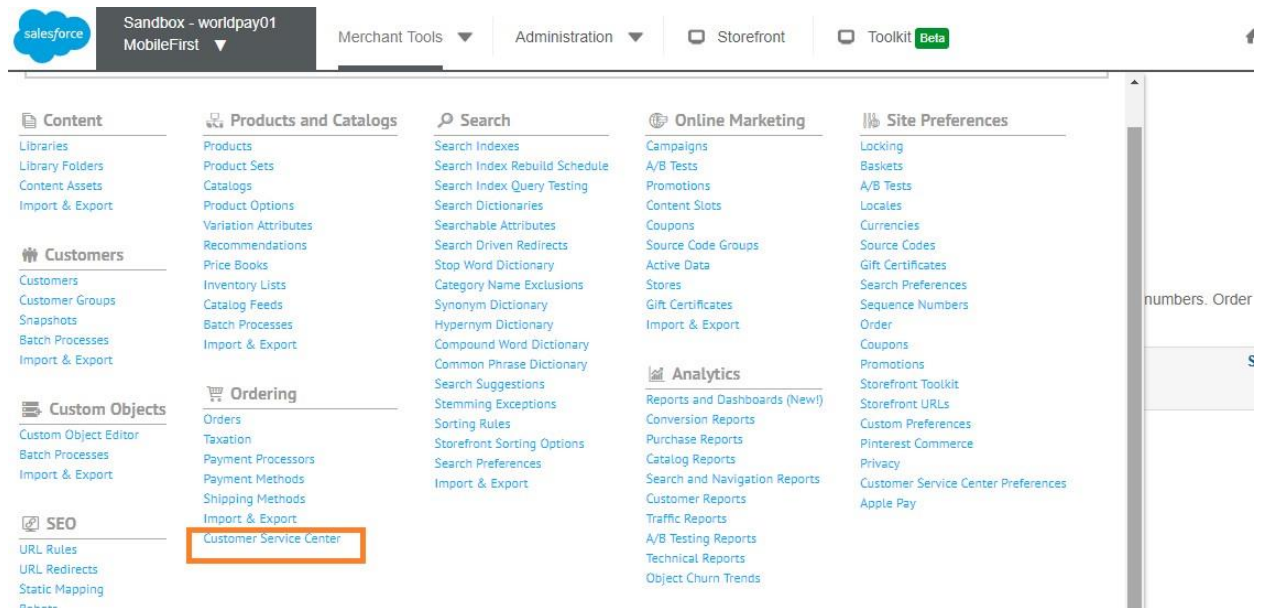 salesforce
Sandbox - worldpay01
MobileFirst
Merchant Tools
Administration
Storefront
Toolkit Beta
Content
Libraries
Library Folders
Content Assets
Import & Export
Customers
Customers
Customer Groups
Snapshots
Batch Processes
Import & Export
Custom Objects
Custom Object Editor
Batch Processes
Import & Export
SEO
URL Rules
URL Redirects
Static Mapping
Products and Catalogs
Products
Product Sets
Catalogs
Product Options
Variation Attributes
Recommendations
Price Books
Inventory Lists
Catalog Feeds
Batch Processes
Import & Export
Ordering
Orders
Taxation
Payment Processors
Payment Methods
Shipping Methods
Import & Export
Customer Service Center
Search
Search Indexes
Search Index Rebuild Schedule
Search Index Query Testing
Search Dictionaries
Searchable Attributes
Search Driven Redirects
Stop Word Dictionary
Category Name Exclusions
Synonym Dictionary
Hypernym Dictionary
Compound Word Dictionary
Common Phrase Dictionary
Search Suggestions
Stemming Exceptions
Sorting Rules
Storefront Sorting Options
Search Preferences
Import & Export
Online Marketing
Campaigns
A/B Tests
Promotions
Content Slots
Coupons
Source Code Groups
Active Data
Stores
Gift Certificates
Import & Export
Analytics
Reports and Dashboards (New!)
Conversion Reports
Purchase Reports
Catalog Reports
Search and Navigation Reports
Customer Reports
Traffic Reports
A/B Testing Reports
Technical Reports
Object Churn Trends
Site Preferences
Locking
Baskets
A/B Tests
Locales
Currencies
Source Codes
Gift Certificates
Search Preferences
Sequence Numbers
Order
Coupons
Promotions
Storefront Toolkit
Storefront URLs
Custom Preferences
Pinterest Commerce
Privacy
Customer Service Center Preferences
Apple Pay
numbers. Order